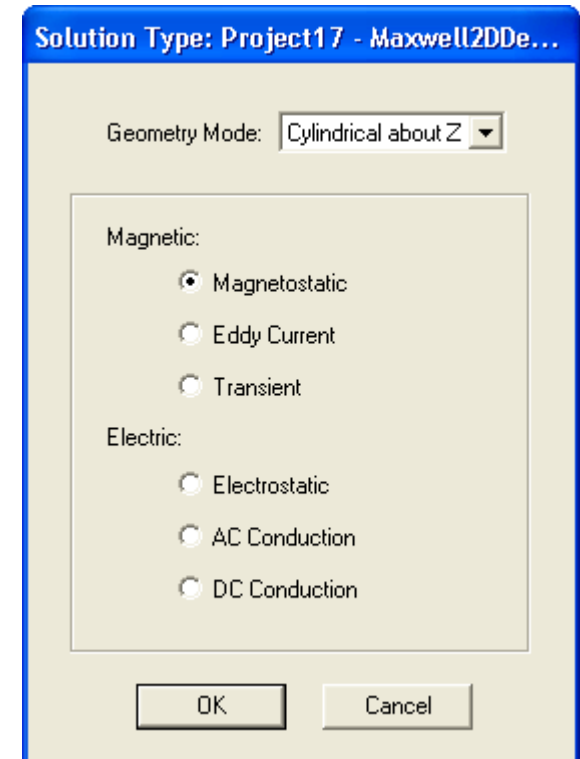 Solution Type: Project17 - Maxwell2DDe...
Geometry Mode: Cylindrical about Z
Magnetic:
Magnetostatic
Eddy Current
Transient
Electric:
Electrostatic
AC Conduction
DC Conduction
OK Cancel